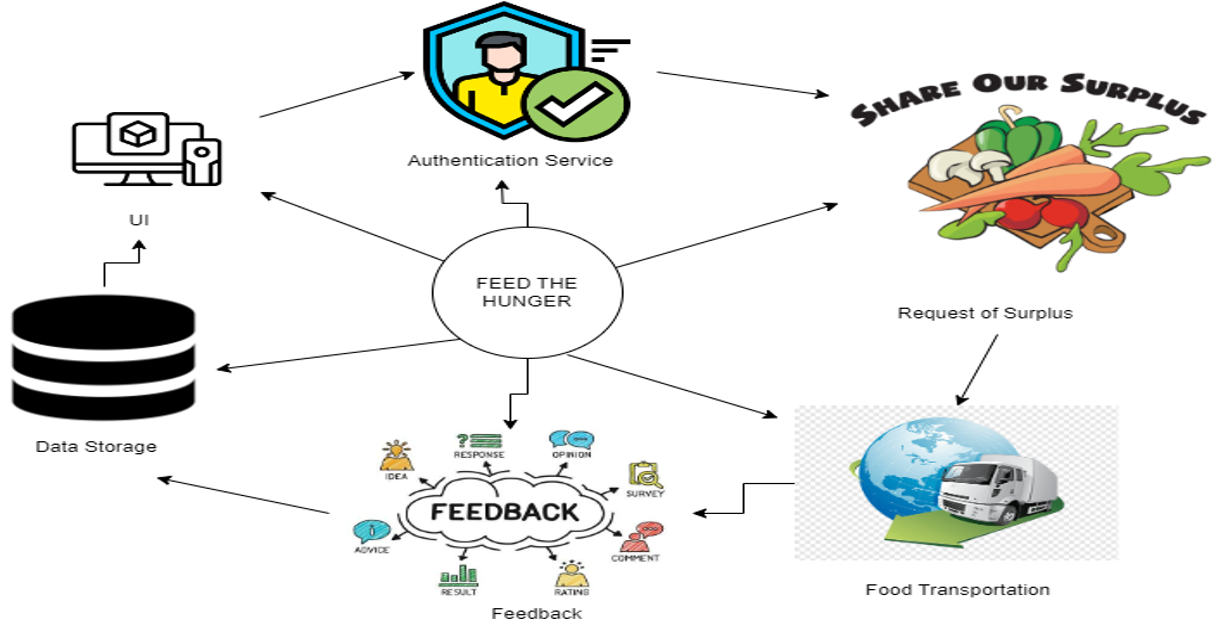 SHARE OUR SURPLUS
Authentication Service
UI
FEED THE
HUNGER
Request of Surplus
Data Storage
RESPONSE
OPINION
IDEA
SURVEY
FEEDBACK
ADVICE
COMMENT
RESULT
RATING
Feedback
Food Transportation